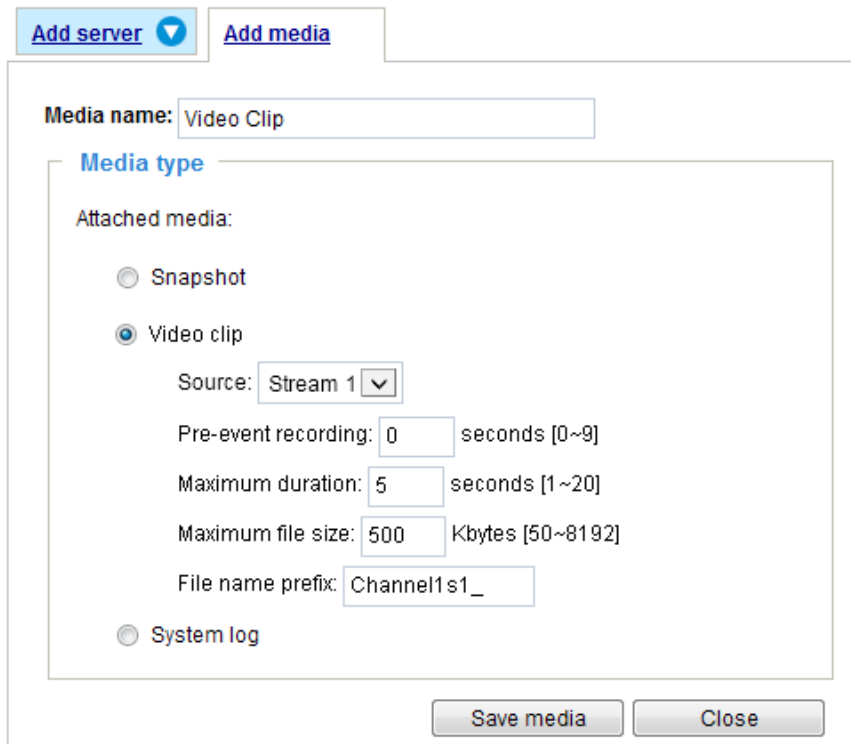 Add server Add media
Media name: Video Clip
Media type
Attached media:
Snapshot
Video clip
Source: Stream 1
Pre-event recording: 0 seconds [0~9]
Maximum duration: 5 seconds [1~20]
Maximum file size: 500 Kbytes [50~8192]
File name prefix: Channel1s1_
System log
Save media Close